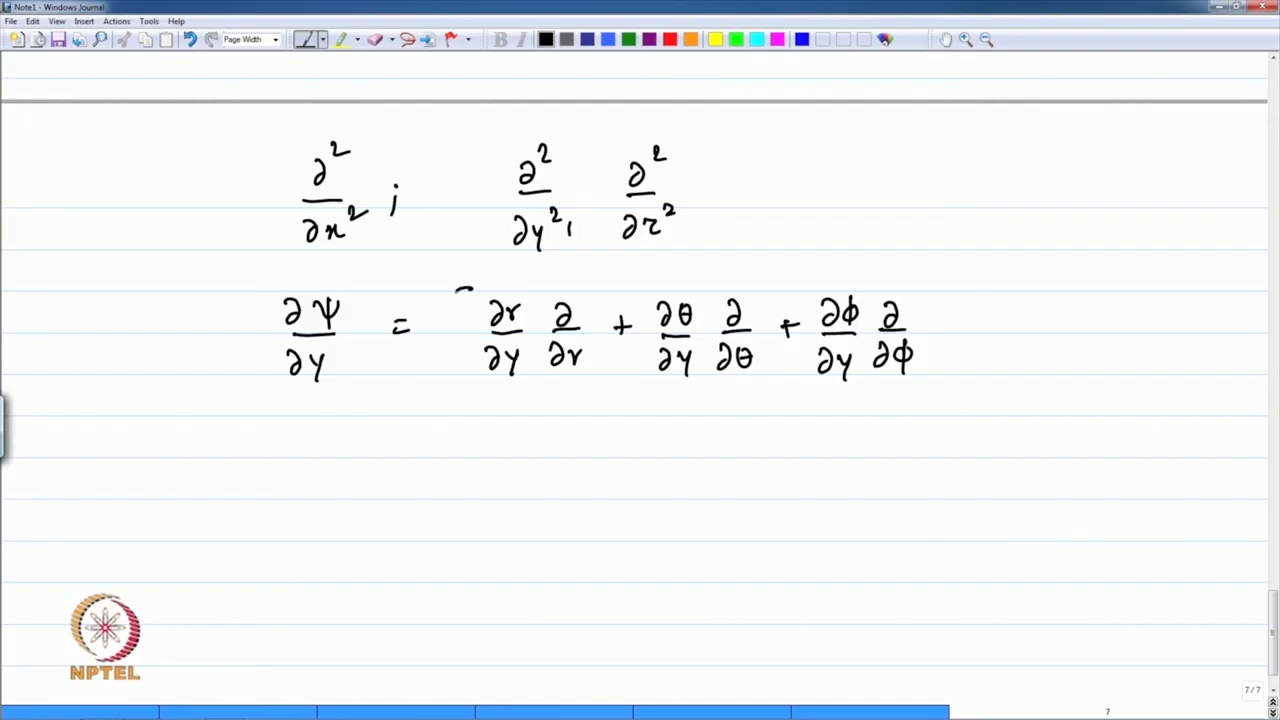 Note1 - Windows Journal
File Edit View Insert Actions Tools Help
Page Width
∂²/∂x² ; ∂²/∂y², ∂²/∂z²
∂ψ/∂y = ∂r/∂y ∂/∂r + ∂θ/∂y ∂/∂θ + ∂ϕ/∂y ∂/∂ϕ
NPTEL
7/7
7